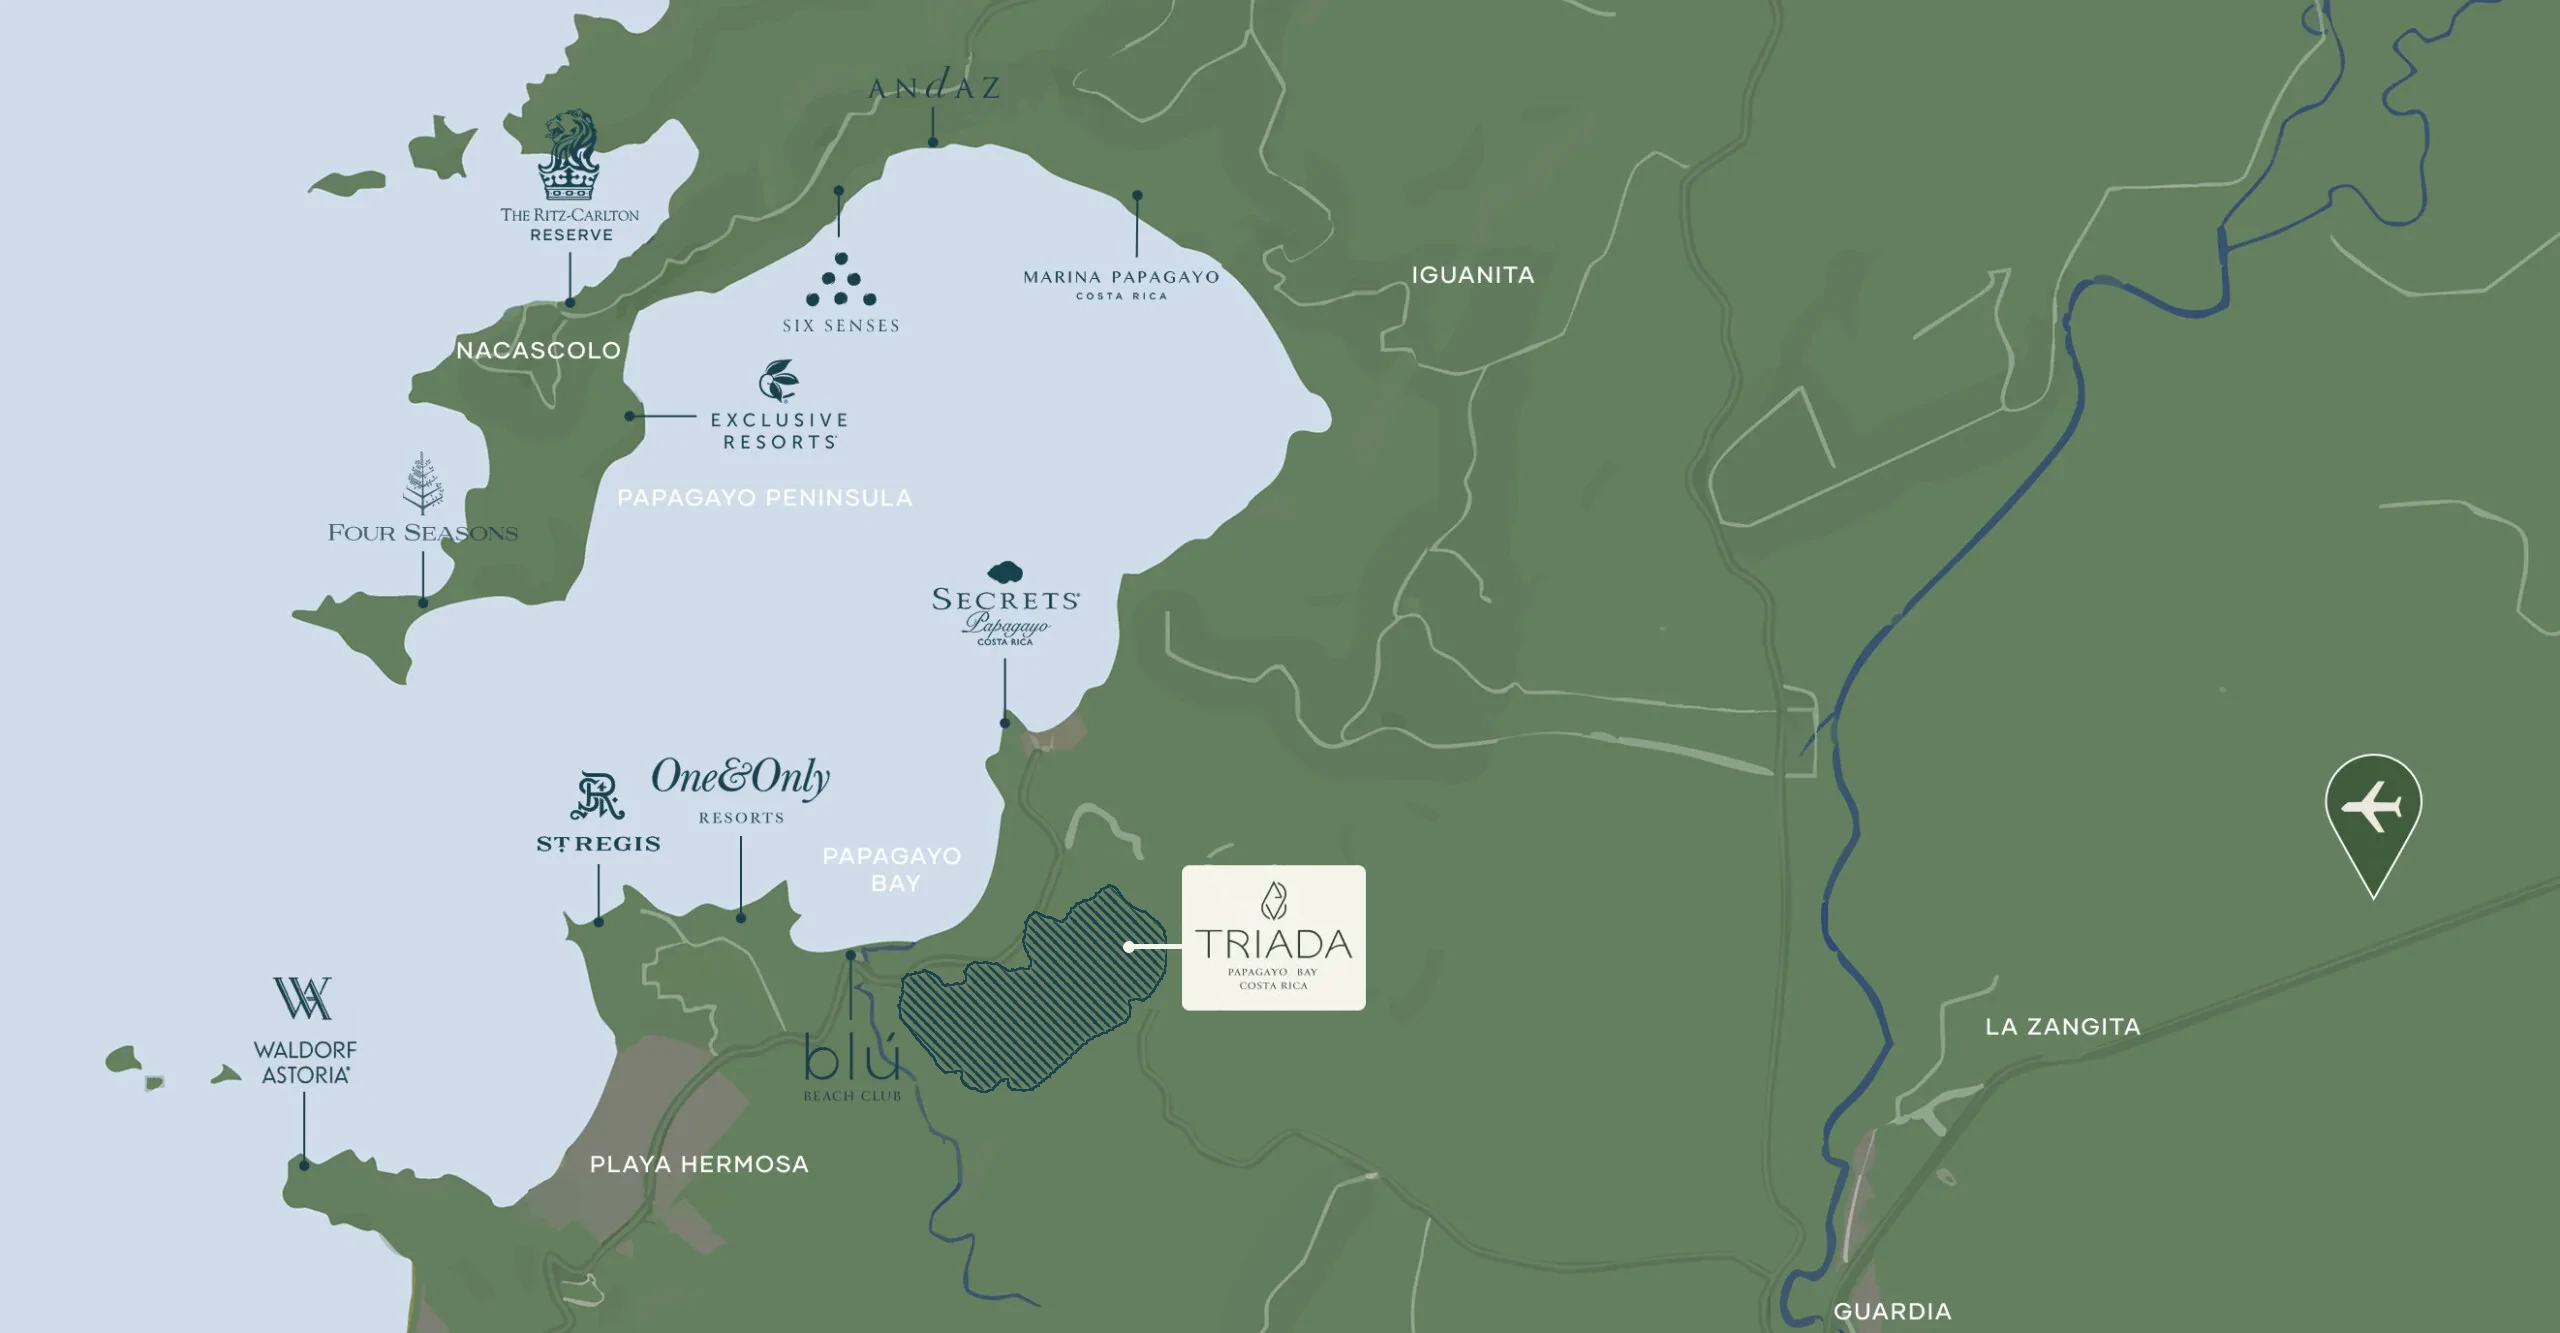 ANdAZ
THE RITZ-CARLTON
RESERVE
MARINA PAPAGAYO
COSTA RICA
IGUANITA
SIX SENSES
NACASCOLO
EXCLUSIVE
RESORTS
PAPAGAYO PENINSULA
FOUR SEASONS
SECRETS®
Papagayo
COSTA RICA
One&Only
RESORTS
ST. REGIS
PAPAGAYO
BAY
TRIADA
PAPAGAYO BAY
COSTA RICA
WA
WALDORF
ASTORIA®
blú
BEACH CLUB
LA ZANGITA
PLAYA HERMOSA
GUARDIA